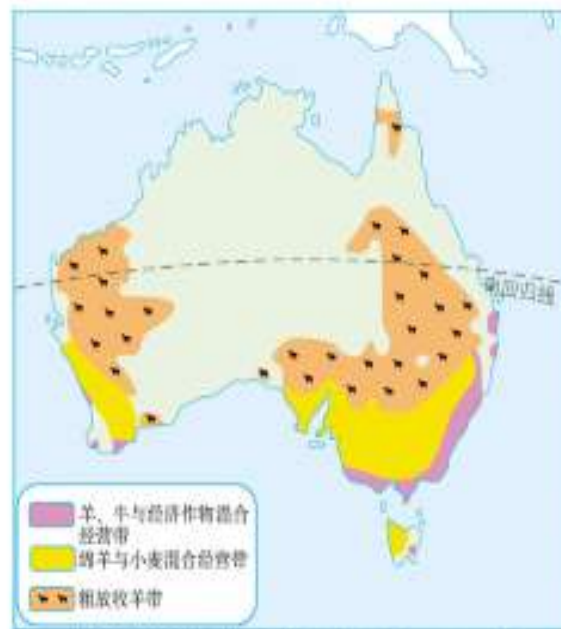 南回归线
羊、牛与经济作物混合
经营带
绵羊与小麦混合经营带
粗放牧羊带